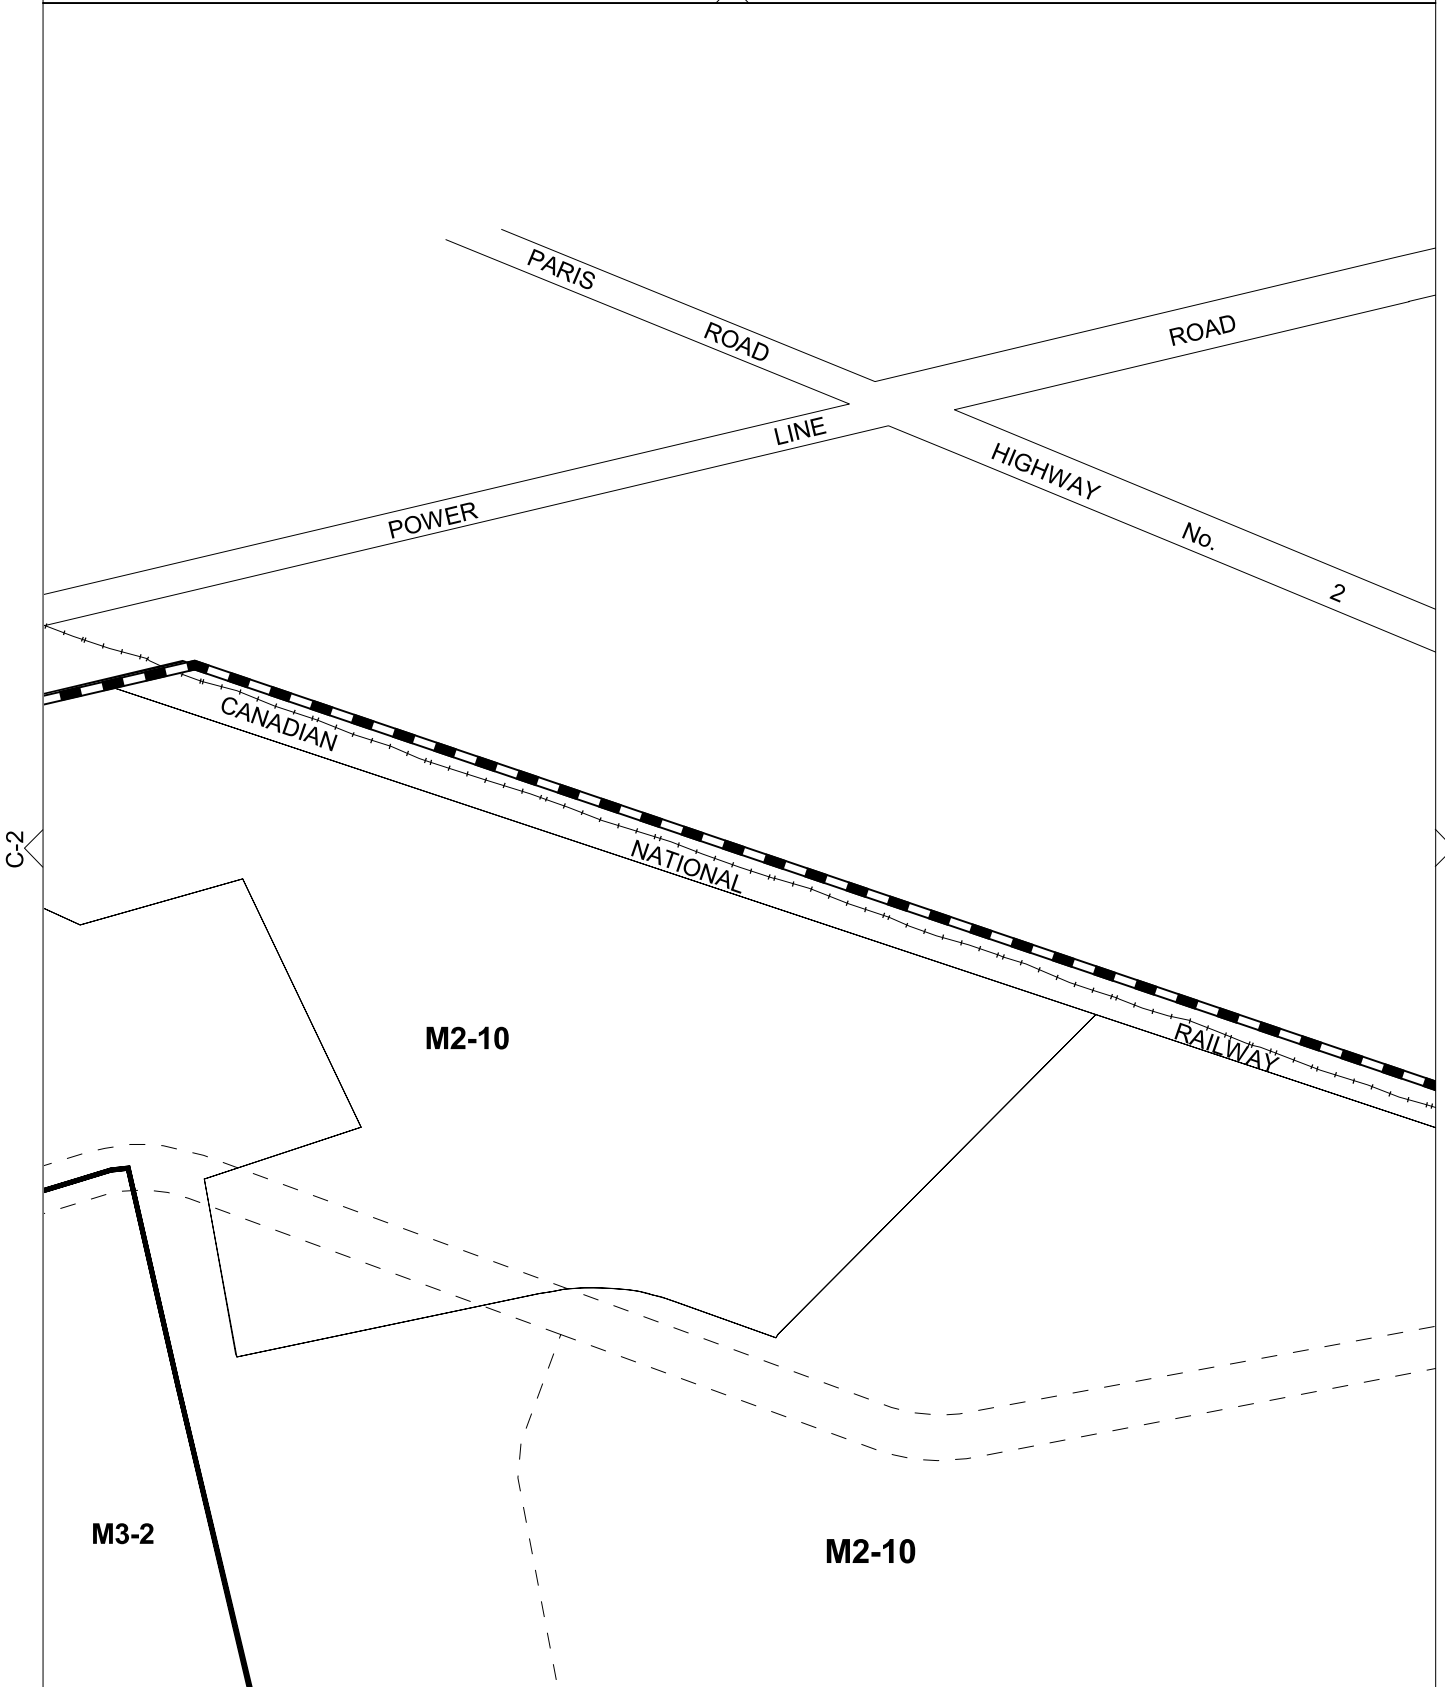 PARIS ROAD
POWER LINE ROAD
HIGHWAY No. 2
CANADIAN NATIONAL RAILWAY
C-2
M2-10
M3-2
M2-10